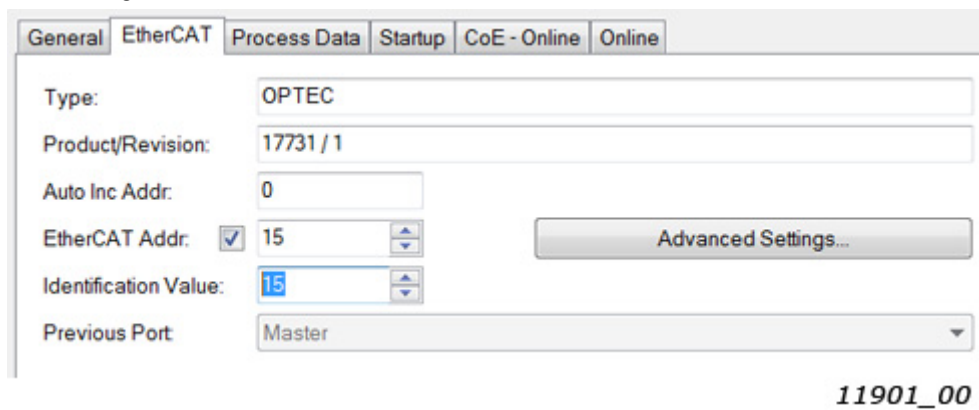 General EtherCAT Process Data Startup CoE - Online Online
Type: OPTEC
Product/Revision: 17731 / 1
Auto Inc Addr: 0
EtherCAT Addr: 15 Advanced Settings...
Identification Value: 15
Previous Port: Master
11901_00